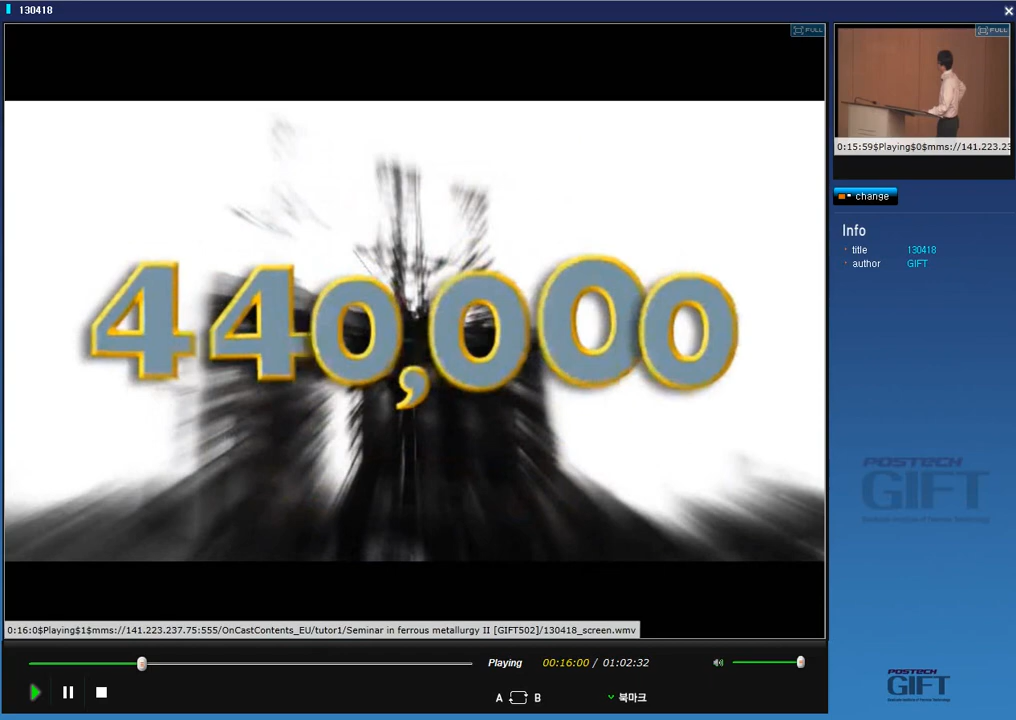 130418
FULL
FULL
440,000
0:15:59$Playing$0$mms://141.223.23
change
Info
title 130418
author GIFT
POSTECH
GIFT
0:16:0$Playing$1$mms://141.223.237.75:555/OnCastContents_EU/tutor1/Seminar in ferrous metallurgy II [GIFT502]/130418_screen.wmv
Playing 00:16:00 / 01:02:32
A B 북마크
POSTECH
GIFT